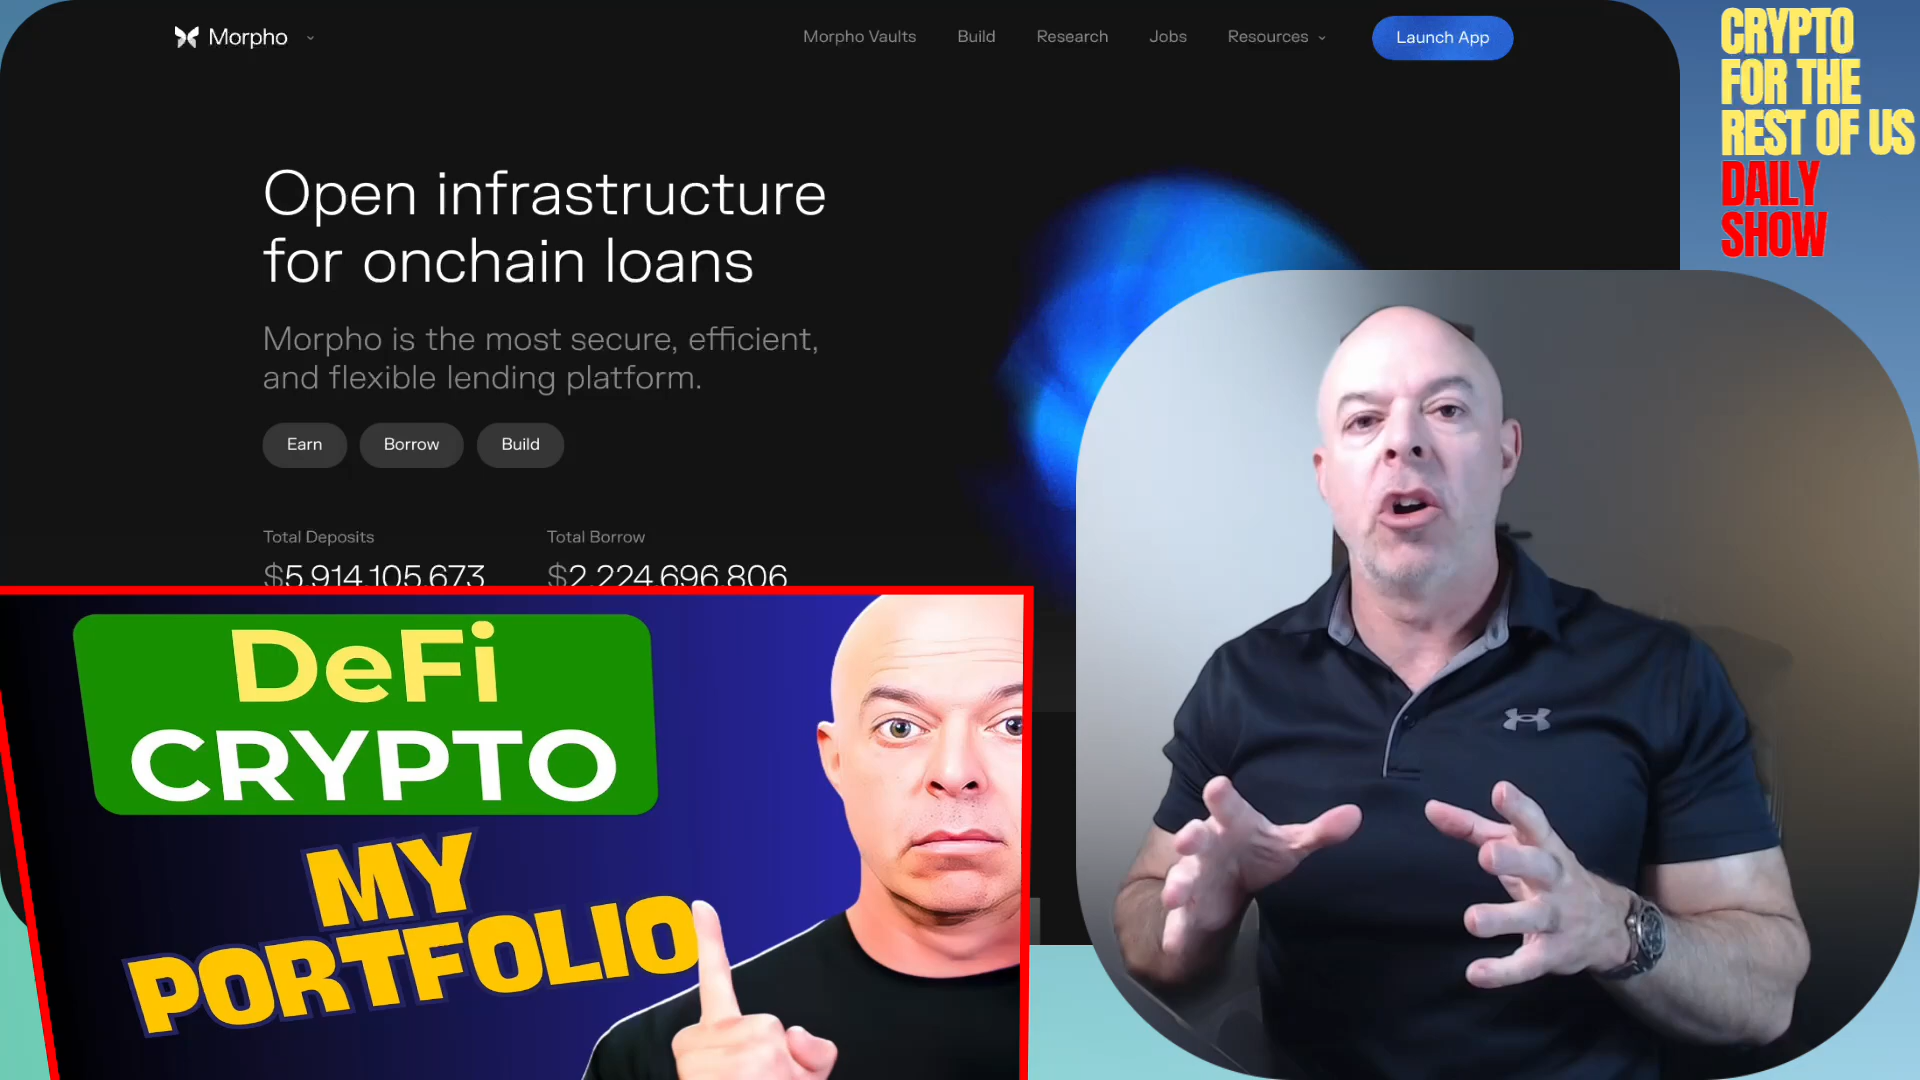 Morpho
Morpho Vaults
Build
Research
Jobs
Resources
Launch App
CRYPTO
FOR THE
REST OF US
DAILY
SHOW
Open infrastructure
for onchain loans
Morpho is the most secure, efficient,
and flexible lending platform.
Earn
Borrow
Build
Total Deposits
Total Borrow
$5,914,105,673
$2,224,696,806
DeFi
CRYPTO
MY
PORTFOLIO